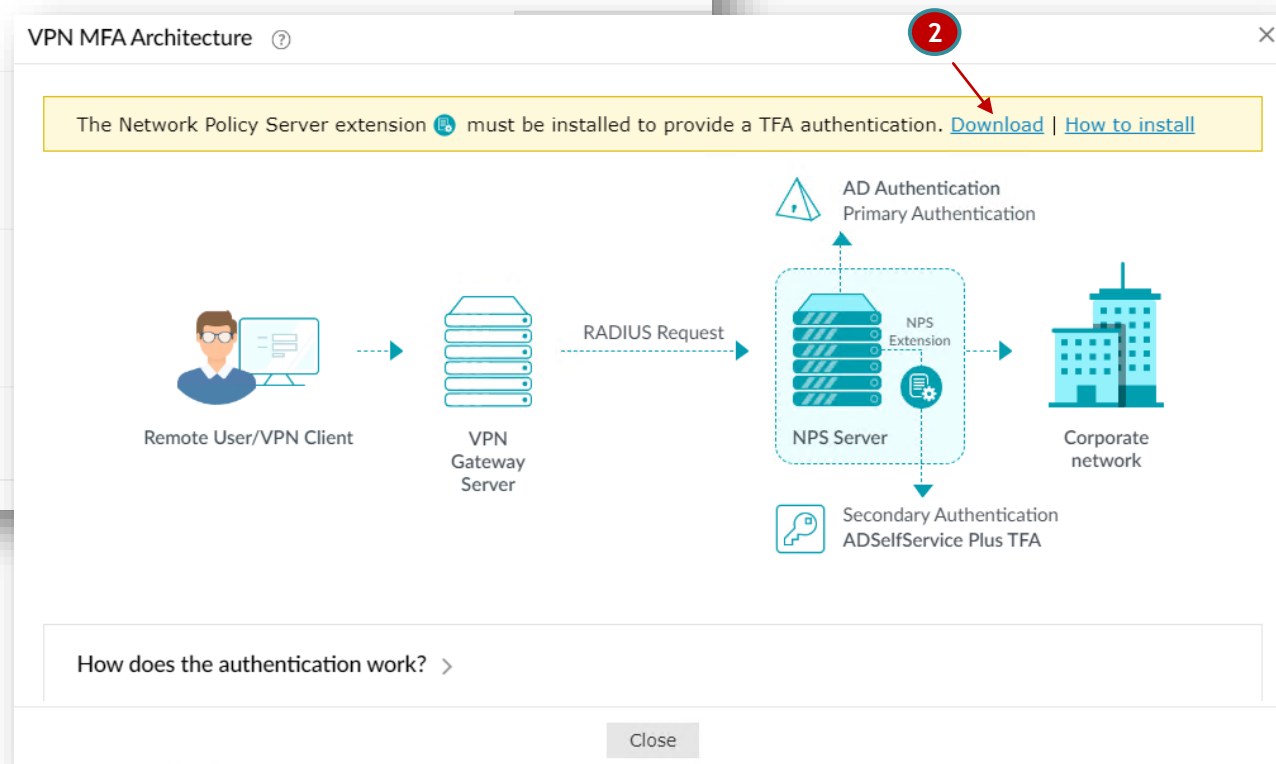 VPN MFA Architecture ?
2
The Network Policy Server extension must be installed to provide a TFA authentication. Download | How to install
AD Authentication
Primary Authentication
RADIUS Request
NPS
Extension
Remote User/VPN Client
VPN
Gateway
Server
NPS Server
Corporate
network
Secondary Authentication
ADSelfService Plus TFA
How does the authentication work? >
Close